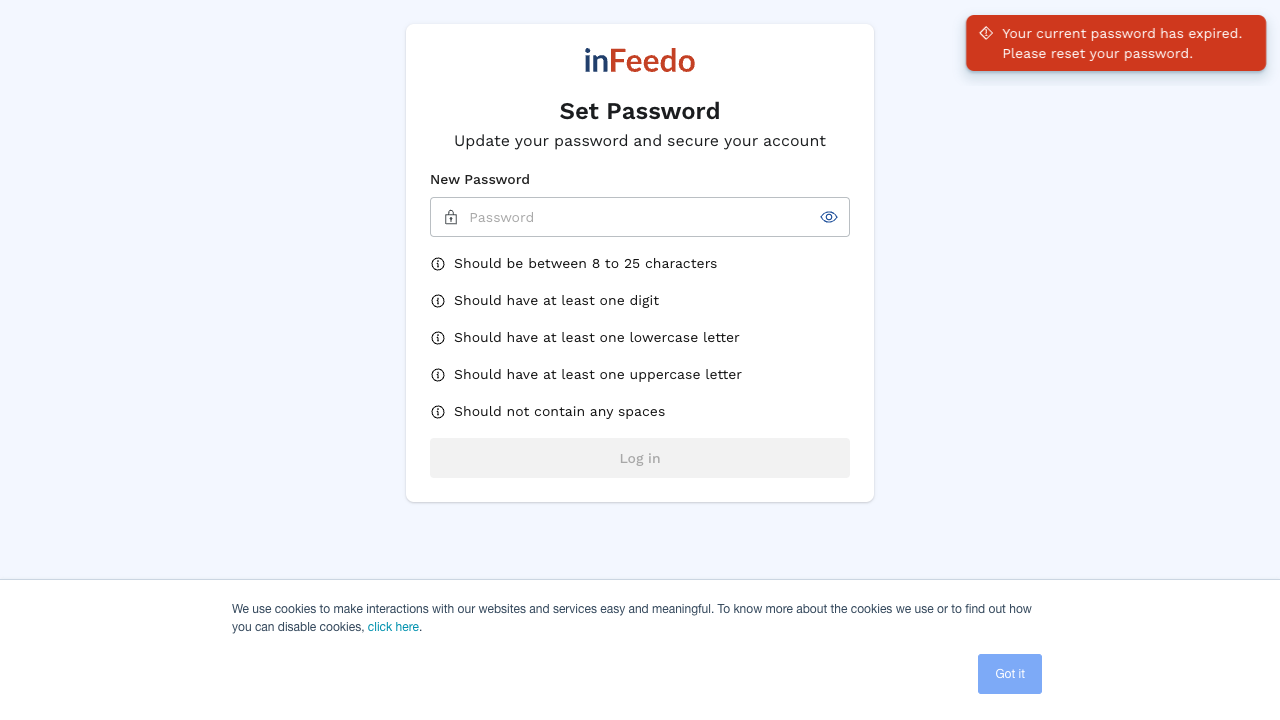 inFeedo
Your current password has expired.
Please reset your password.
Set Password
Update your password and secure your account
New Password
Password
Should be between 8 to 25 characters
Should have at least one digit
Should have at least one lowercase letter
Should have at least one uppercase letter
Should not contain any spaces
Log in
We use cookies to make interactions with our websites and services easy and meaningful. To know more about the cookies we use or to find out how
you can disable cookies, click here.
Got it